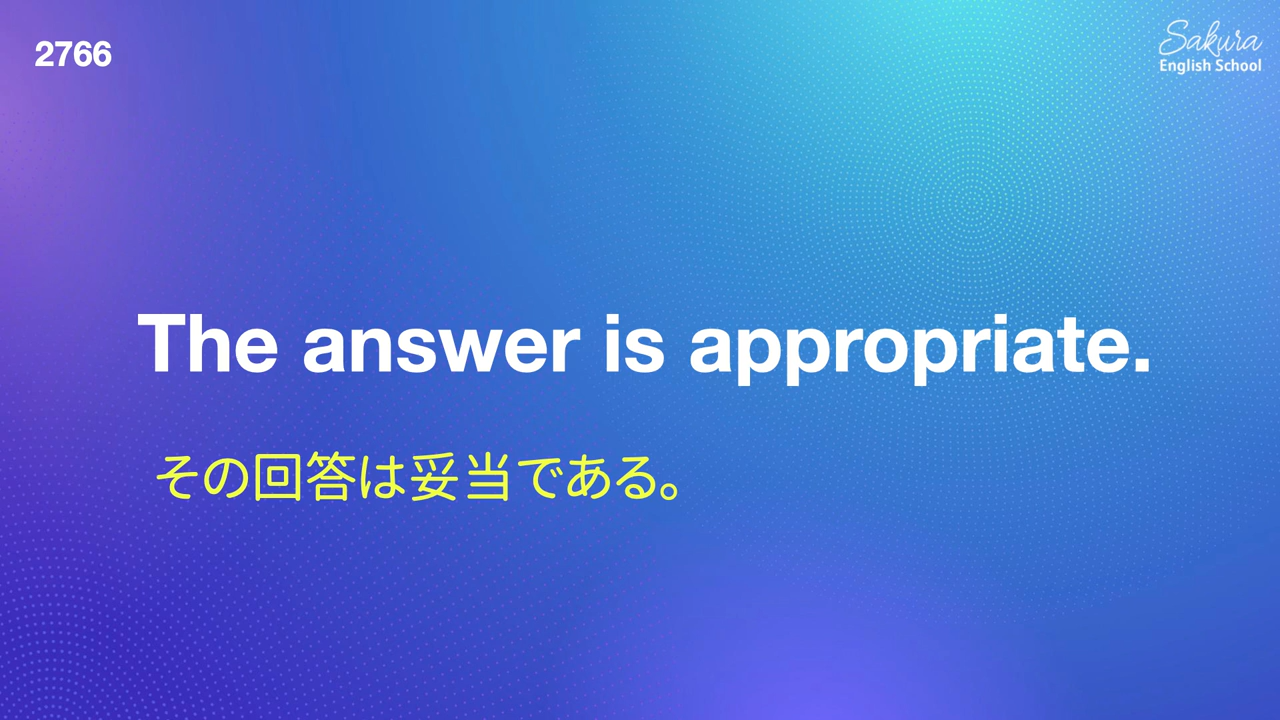 2766
Sakura
English School
The answer is appropriate.
その回答は妥当である。